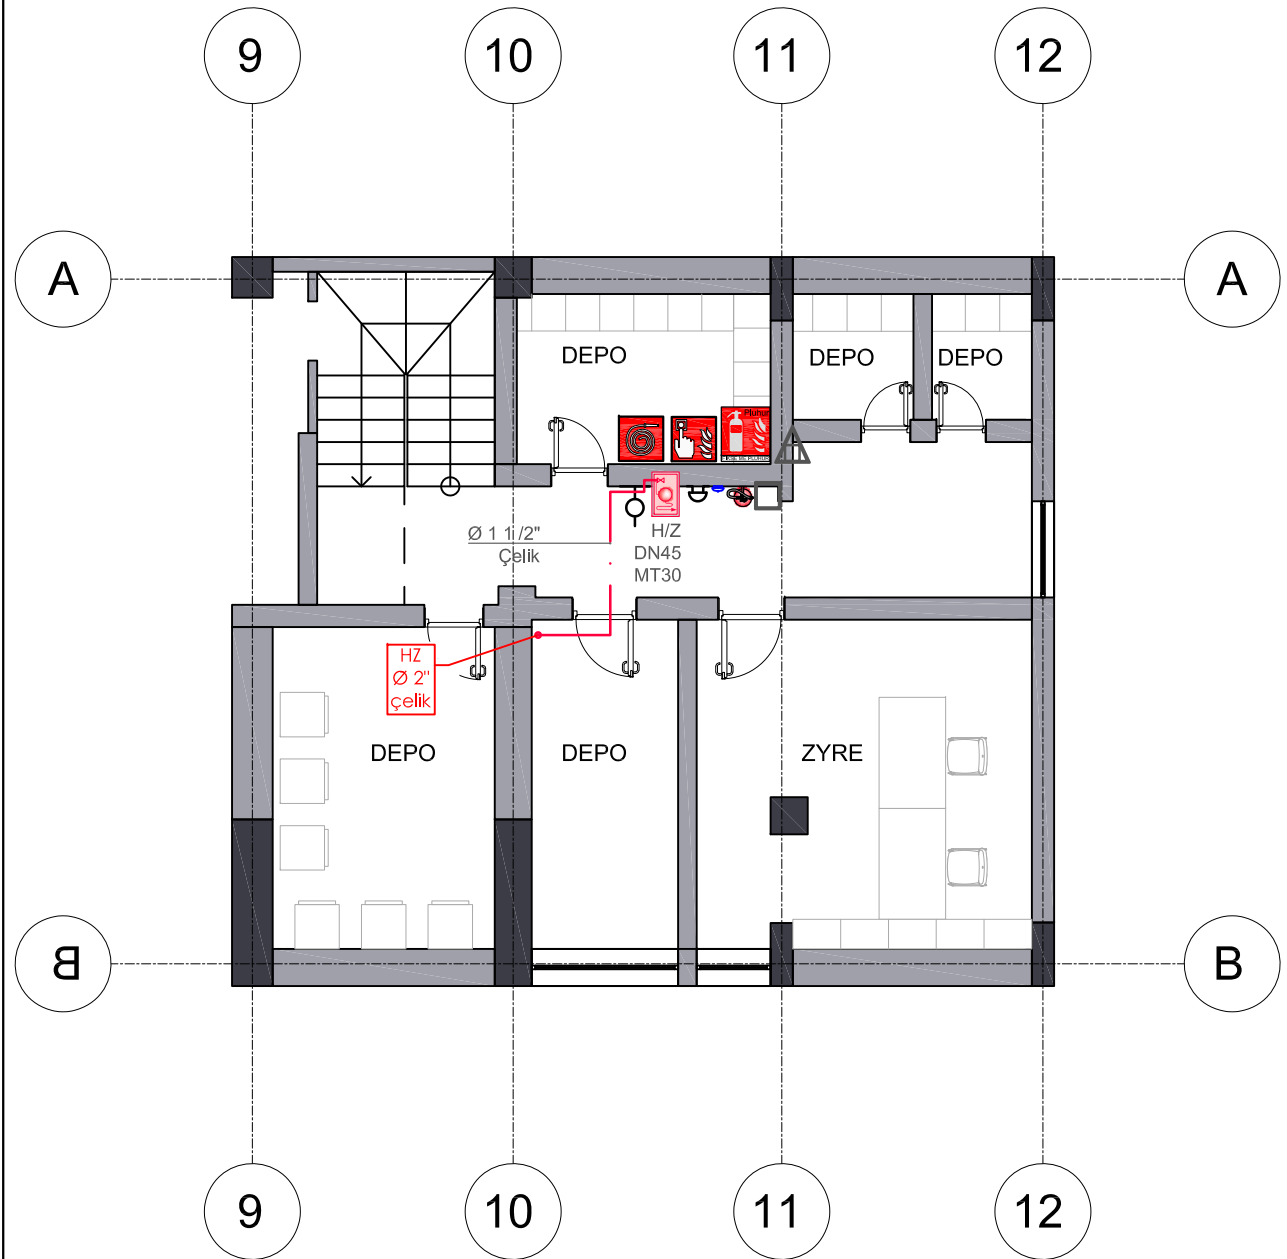 9
10
11
12
A
A
DEPO
DEPO
DEPO
Pluhur
Ø 1 1/2"
Çelik
H/Z
DN45
MT30
HZ
Ø 2"
çelik
DEPO
DEPO
ZYRE
B
B
9
10
11
12